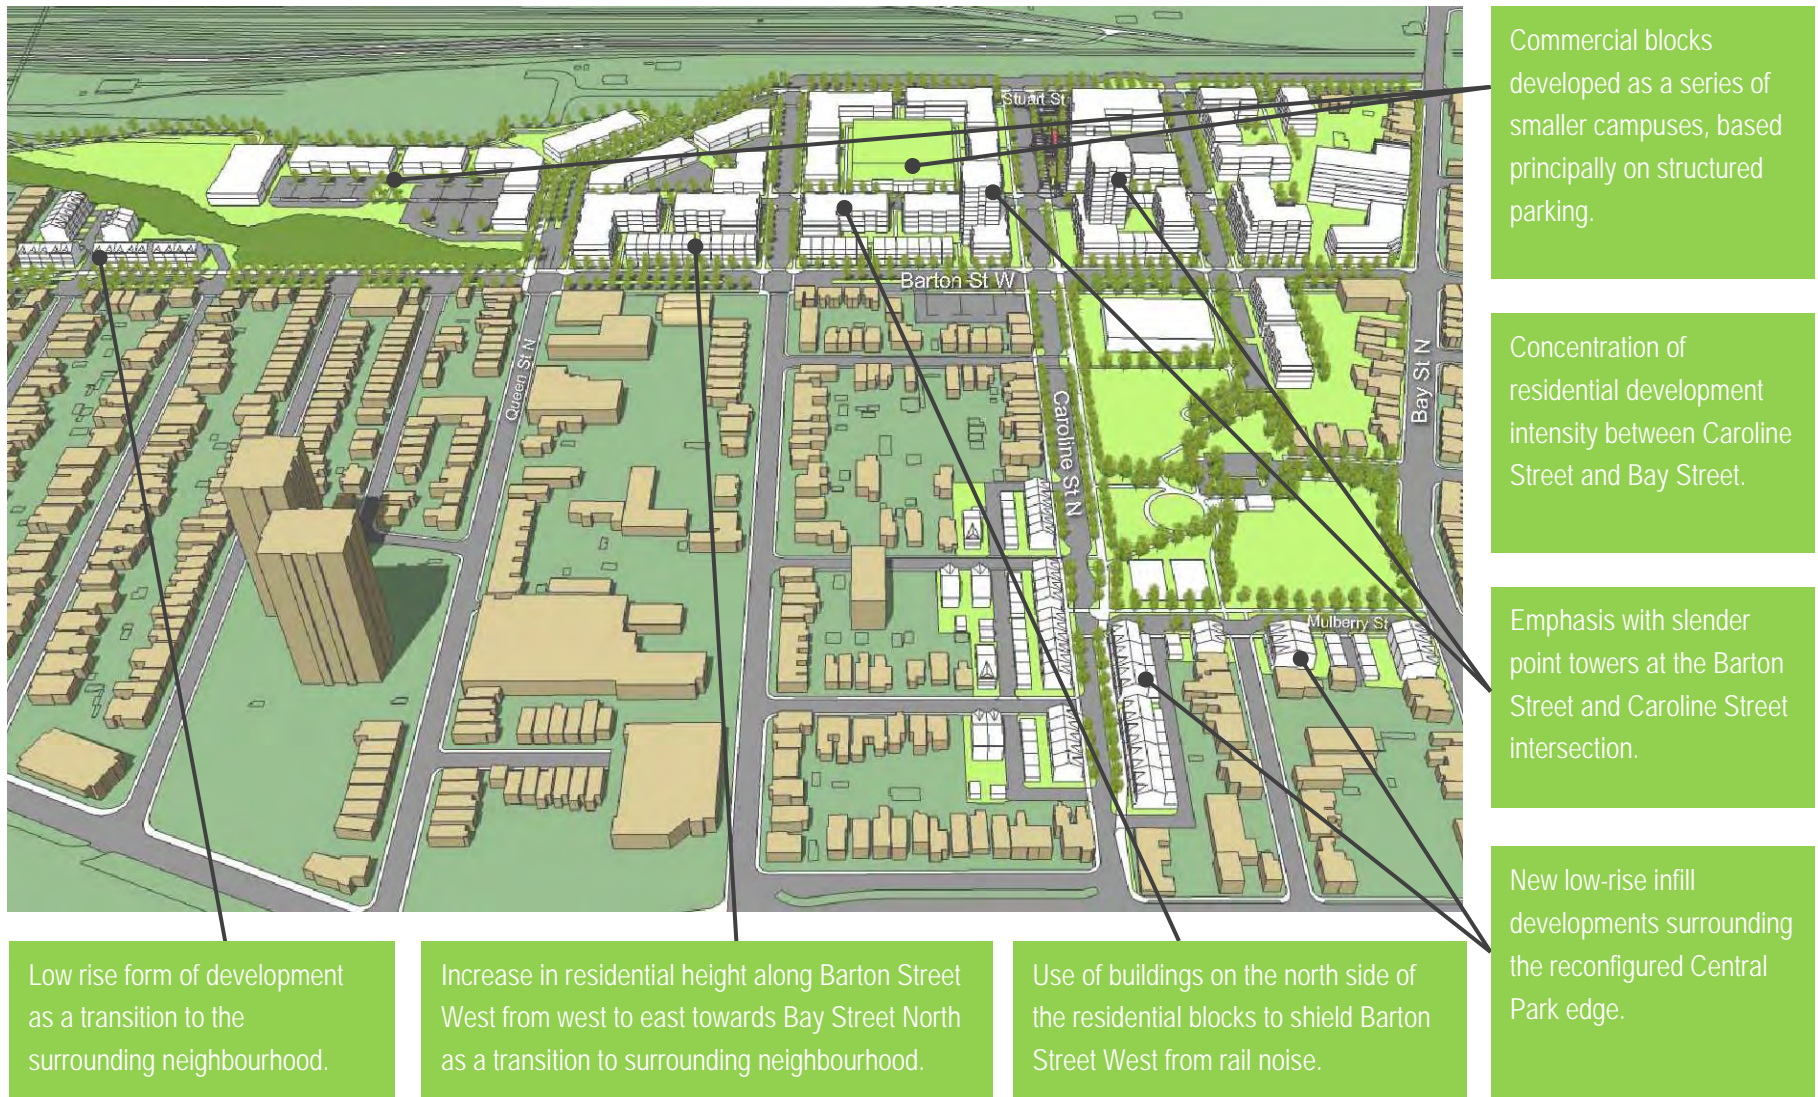 Stuart St
Barton St W
Queen St N
Caroline St N
Bay St N
Mulberry St
Commercial blocks
developed as a series of
smaller campuses, based
principally on structured
parking.
Concentration of
residential development
intensity between Caroline
Street and Bay Street.
Emphasis with slender
point towers at the Barton
Street and Caroline Street
intersection.
New low-rise infill
developments surrounding
the reconfigured Central
Park edge.
Low rise form of development
as a transition to the
surrounding neighbourhood.
Increase in residential height along Barton Street
West from west to east towards Bay Street North
as a transition to surrounding neighbourhood.
Use of buildings on the north side of
the residential blocks to shield Barton
Street West from rail noise.